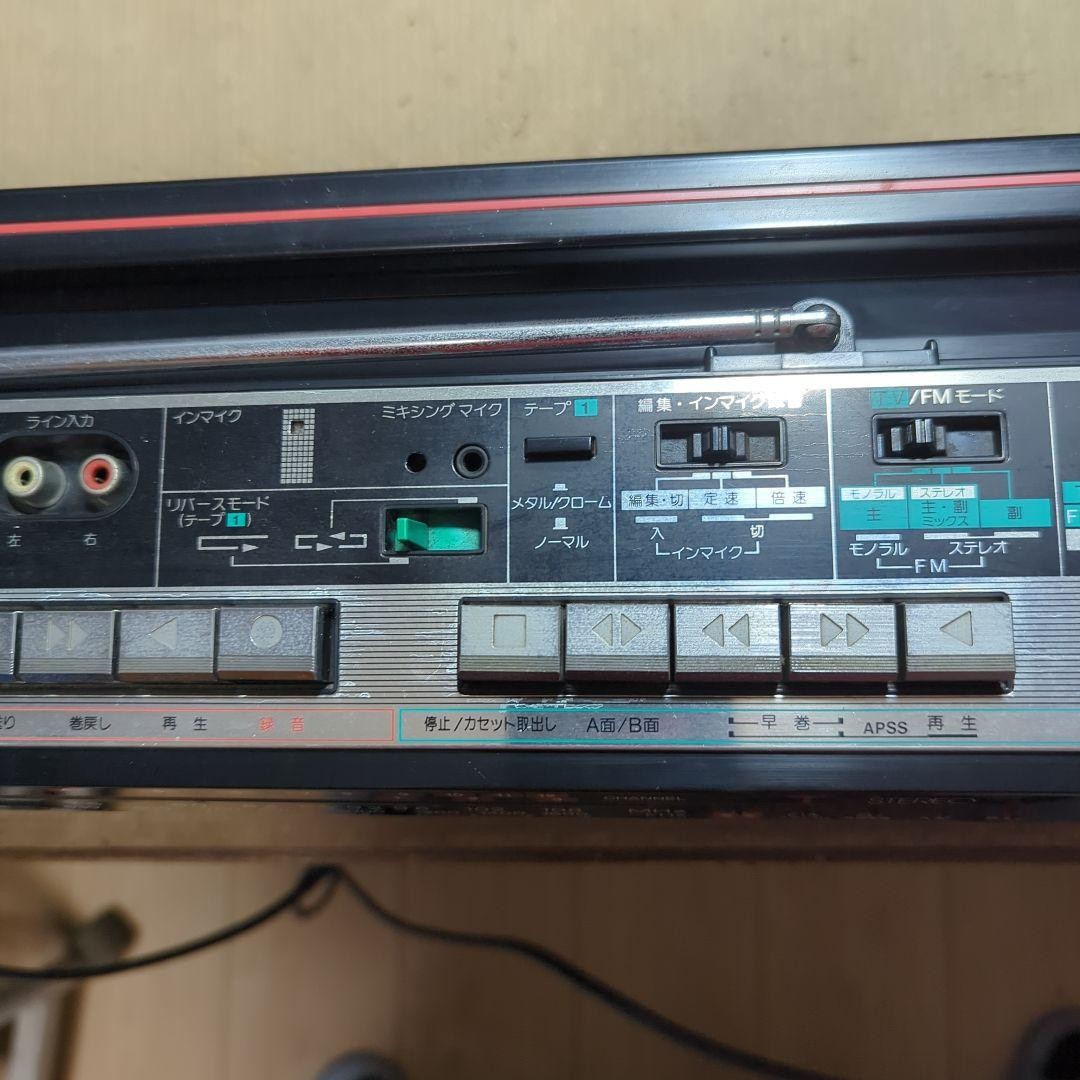 ライン入力
左 右
インマイク
ミキシング マイク
リバースモード
(テープ1)
テープ 1
メタル/クローム
ノーマル
編集・インマイク
編集・切 定速 倍速
入 切
インマイク
TV/FM モード
モノラル ステレオ
主 主・副 副
ミックス
モノラル ステレオ
FM
巻戻し 再生 録音
停止/カセット取出し A面/B面 早巻 APSS 再生
CHANNEL
STEREO